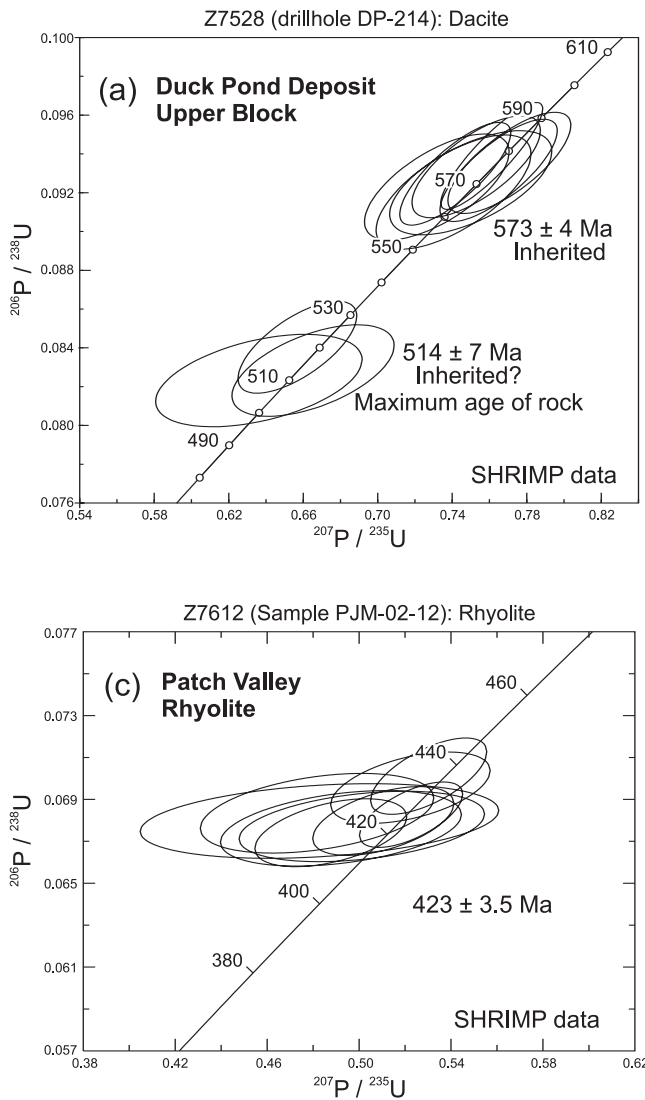 Z7528 (drillhole DP-214): Dacite
(a) Duck Pond Deposit
Upper Block
0.100
0.096
0.092
0.088
0.084
0.080
0.076
206P / 238U
610
590
570
550
573 ± 4 Ma
Inherited
530
510
490
514 ± 7 Ma
Inherited?
Maximum age of rock
SHRIMP data
0.54 0.58 0.62 0.66 0.70 0.74 0.78 0.82
207P / 235U
Z7612 (Sample PJM-02-12): Rhyolite
(c) Patch Valley
Rhyolite
0.077
0.073
0.069
0.065
0.061
0.057
206P / 238U
460
440
420
400
380
423 ± 3.5 Ma
SHRIMP data
0.38 0.42 0.46 0.50 0.54 0.58 0.62
207P / 235U